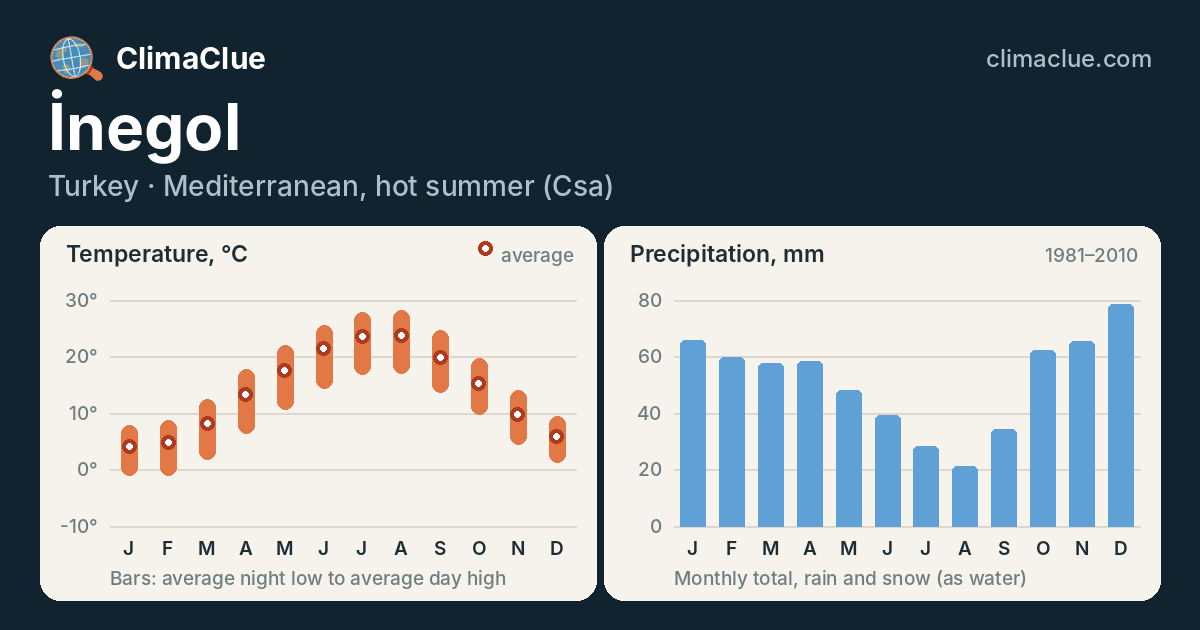 ClimaClue
climaclue.com
İnegol
Turkey · Mediterranean, hot summer (Csa)
Temperature, °C
average
30°
20°
10°
0°
-10°
J F M A M J J A S O N D
Bars: average night low to average day high
Precipitation, mm
1981–2010
80
60
40
20
0
J F M A M J J A S O N D
Monthly total, rain and snow (as water)